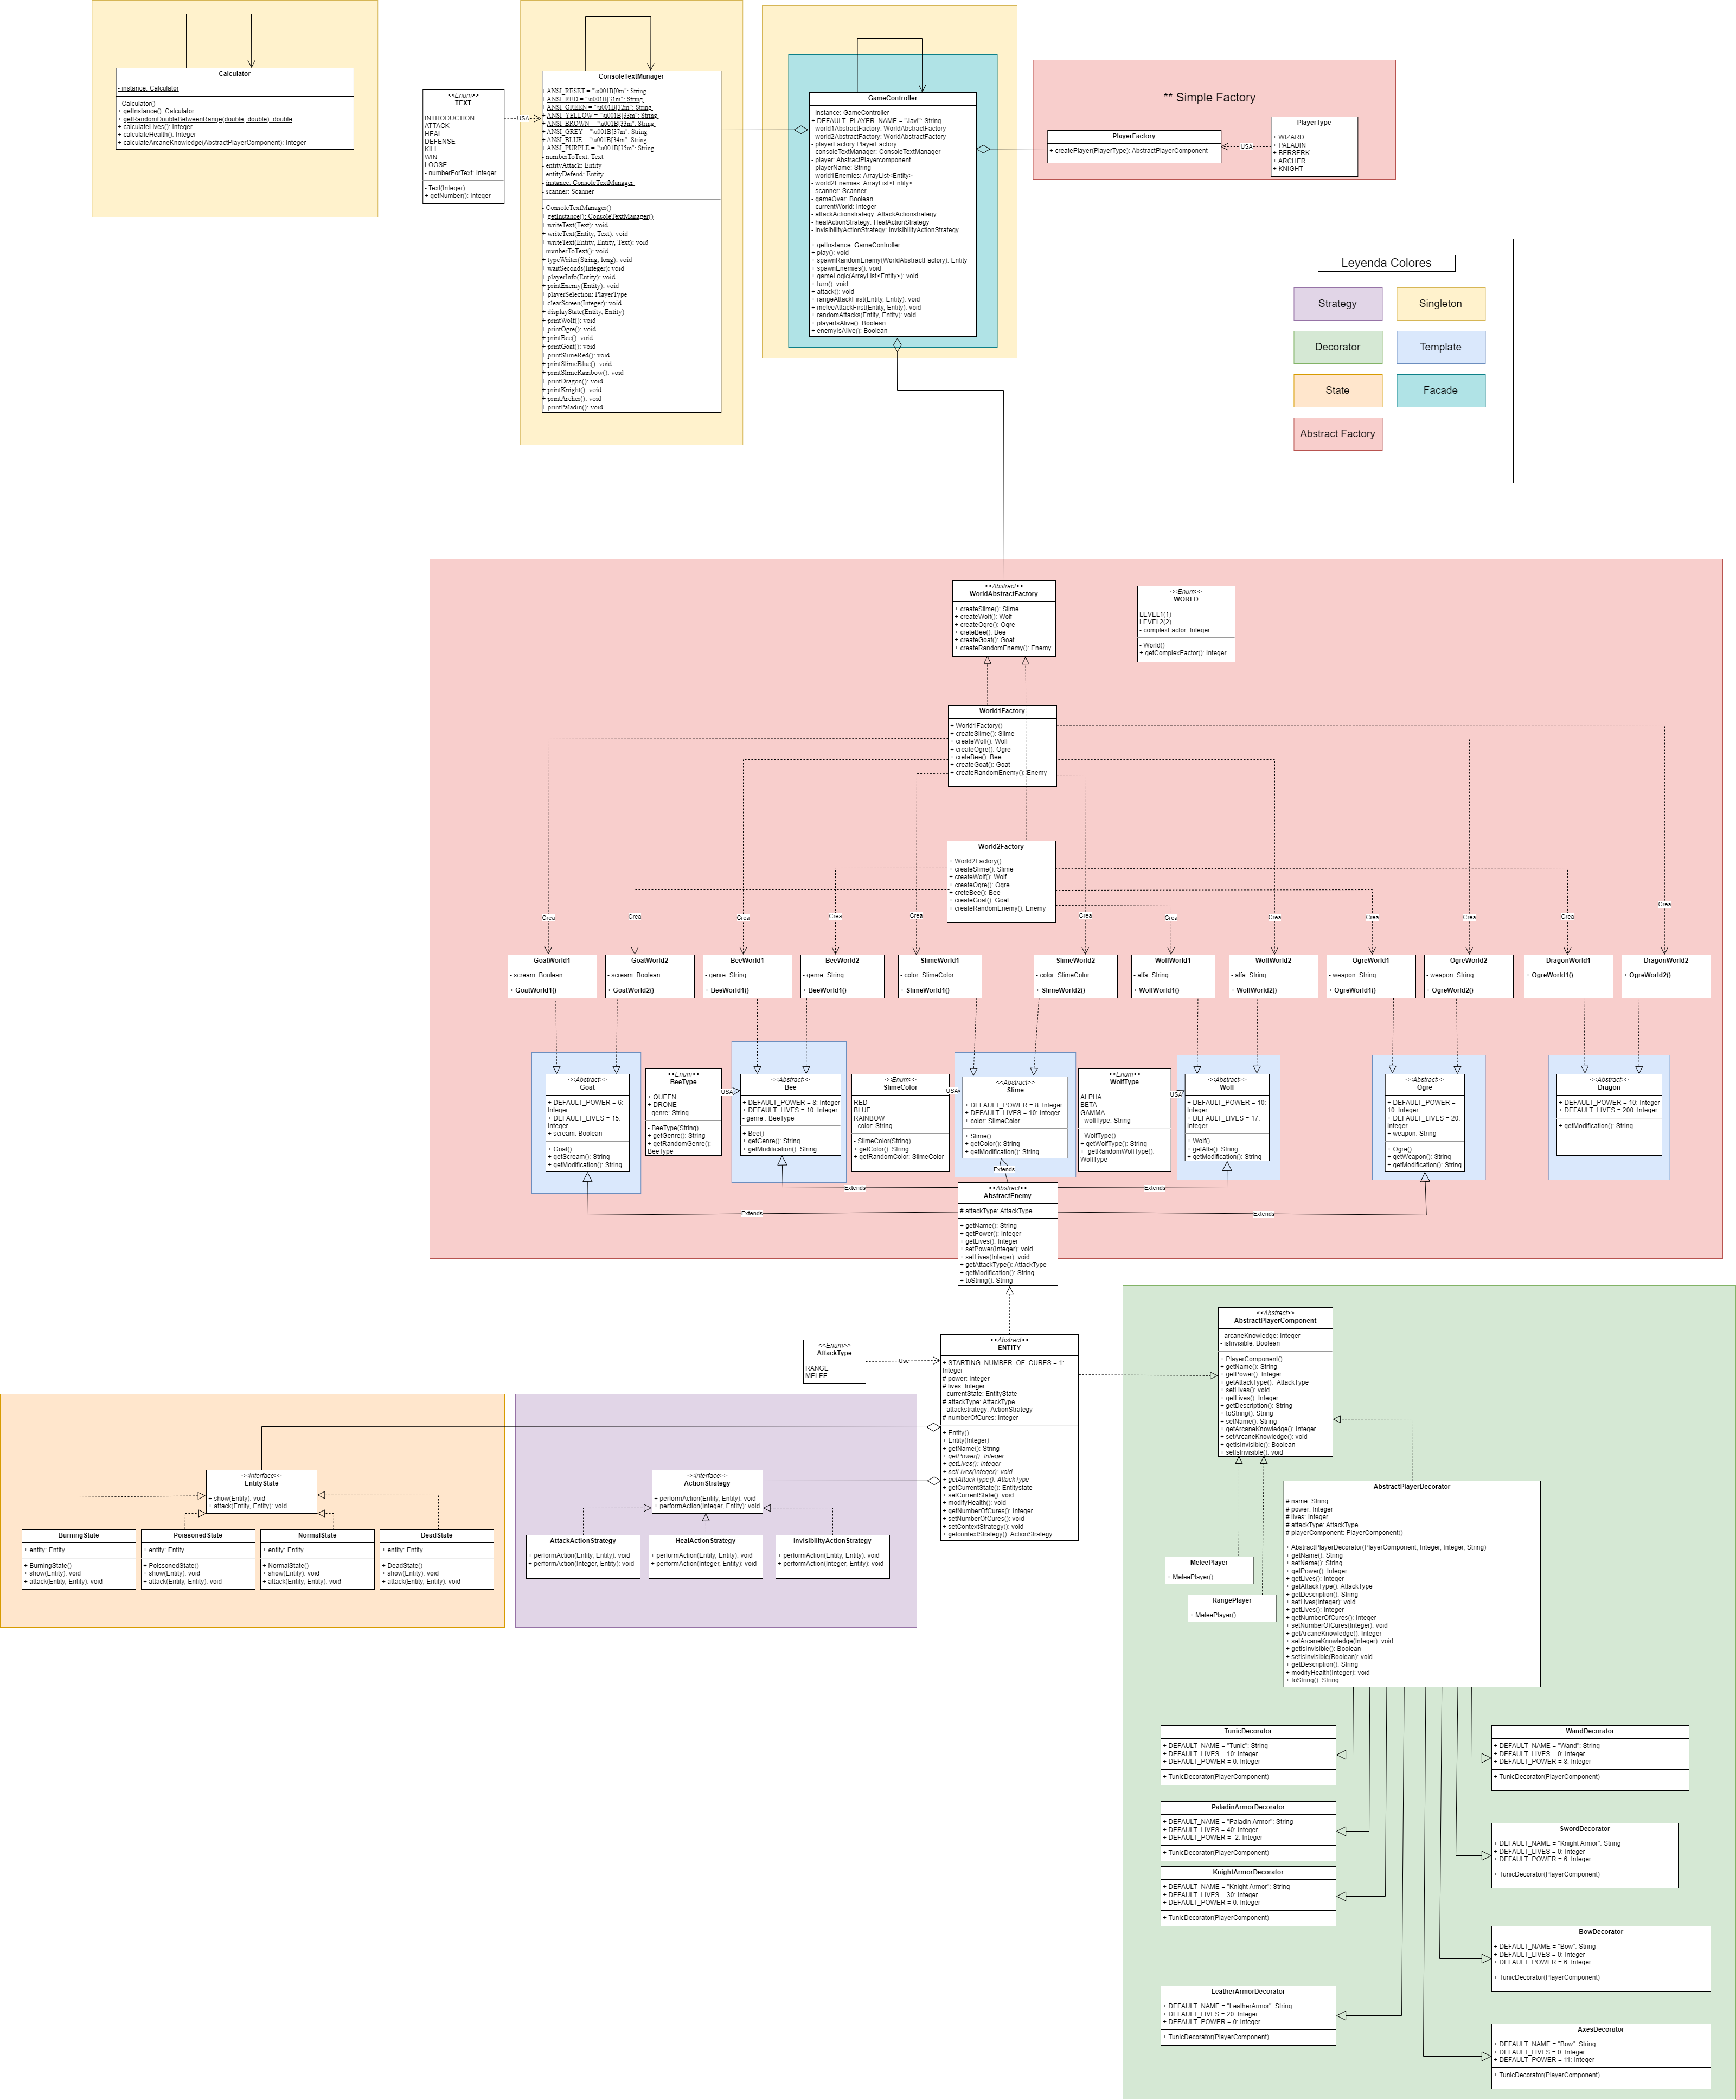 Calculator
- instance: Calculator
- Calculator()
+ getInstance(): Calculator
+ getRandomDoubleBetweenRange(double, double): double
+ calculateLives(): Integer
+ calculateHealth(): Integer
+ calculateArcaneKnowledge(AbstractPlayerComponent): Integer
<<Enum>>
TEXT
INTRODUCTION
ATTACK
HEAL
DEFENSE
KILL
WIN
LOOSE
- numberForText: Integer
- Text(Integer)
+ getNumber(): Integer
USA
ConsoleTextManager
+ ANSI_RESET = "\u001B[0m": String
+ ANSI_RED = "\u001B[31m": String
+ ANSI_GREEN = "\u001B[32m": String
+ ANSI_YELLOW = "\u001B[33m": String
+ ANSI_BROWN = "\u001B[33m": String
+ ANSI_GREY = "\u001B[37m": String
+ ANSI_BLUE = "\u001B[34m": String
+ ANSI_PURPLE = "\u001B[35m": String
- numberToText: Text
- entityAttack: Entity
- entityDefend: Entity
- instance: ConsoleTextManager
- scanner: Scanner
- ConsoleTextManager()
+ getInstance(): ConsoleTextManager()
+ writeText(Text): void
+ writeText(Entity, Text): void
+ writeText(Entity, Entity, Text): void
- numberToText(): void
+ typeWriter(String, long): void
+ waitSeconds(Integer): void
+ playerInfo(Entity): void
+ printEnemy(Entity): void
+ playerSelection: PlayerType
+ clearScreen(Integer): void
+ displayState(Entity, Entity)
+ printWolf(): void
+ printOgre(): void
+ printBee(): void
+ printGoat(): void
+ printSlimeRed(): void
+ printSlimeBlue(): void
+ printSlimeRainbow(): void
+ printDragon(): void
+ printKnight(): void
+ printArcher(): void
+ printPaladin(): void
GameController
- instance: GameController
+ DEFAULT_PLAYER_NAME = "Javi": String
- world1AbstractFactory: WorldAbstractFactory
- world2AbstractFactory: WorldAbstractFactory
- playerFactory:PlayerFactory
- consoleTextManager: ConsoleTextManager
- player: AbstractPlayercomponent
- playerName: String
- world1Enemies: ArrayList<Entity>
- world2Enemies: ArrayList<Entity>
- scanner: Scanner
- gameOver: Boolean
- currentWorld: Integer
- attackActionstrategy: AttackActionstrategy
- healActionStrategy: HealActionStrategy
- invisibilityActionStrategy: InvisibilityActionStrategy
+ getInstance: GameController
+ play(): void
+ spawnRandomEnemy(WorldAbstractFactory): Entity
+ spawnEnemies(): void
+ gameLogic(ArrayList<Entity>): void
+ turn(): void
+ attack(): void
+ rangeAttackFirst(Entity, Entity): void
+ meleeAttackFirst(Entity, Entity): void
+ randomAttacks(Entity, Entity): void
+ playerIsAlive(): Boolean
+ enemyIsAlive(): Boolean
** Simple Factory
PlayerFactory
+ createPlayer(PlayerType): AbstractPlayerComponent
USA
PlayerType
+ WIZARD
+ PALADIN
+ BERSERK
+ ARCHER
+ KNIGHT
Leyenda Colores
Strategy
Singleton
Decorator
Template
State
Facade
Abstract Factory
<<Abstract>>
WorldAbstractFactory
+ createSlime(): Slime
+ createWolf(): Wolf
+ createOgre(): Ogre
+ creteBee(): Bee
+ createGoat(): Goat
+ createRandomEnemy(): Enemy
<<Enum>>
WORLD
LEVEL1(1)
LEVEL2(2)
- complexFactor: Integer
- World()
+ getComplexFactor(): Integer
World1Factory
+ World1Factory()
+ createSlime(): Slime
+ createWolf(): Wolf
+ createOgre(): Ogre
+ creteBee(): Bee
+ createGoat(): Goat
+ createRandomEnemy(): Enemy
World2Factory
+ World2Factory()
+ createSlime(): Slime
+ createWolf(): Wolf
+ createOgre(): Ogre
+ creteBee(): Bee
+ createGoat(): Goat
+ createRandomEnemy(): Enemy
Crea
Crea
Crea
Crea
Crea
Crea
Crea
Crea
Crea
Crea
Crea
Crea
GoatWorld1
- scream: Boolean
+ GoatWorld1()
GoatWorld2
- scream: Boolean
+ GoatWorld2()
BeeWorld1
- genre: String
+ BeeWorld1()
BeeWorld2
- genre: String
+ BeeWorld1()
SlimeWorld1
- color: SlimeColor
+ SlimeWorld1()
SlimeWorld2
- color: SlimeColor
+ SlimeWorld2()
WolfWorld1
- alfa: String
+ WolfWorld1()
WolfWorld2
- alfa: String
+ WolfWorld2()
OgreWorld1
- weapon: String
+ OgreWorld1()
OgreWorld2
- weapon: String
+ OgreWorld2()
DragonWorld1
+ OgreWorld1()
DragonWorld2
+ OgreWorld2()
<<Abstract>>
Goat
+ DEFAULT_POWER = 6:
Integer
+ DEFAULT_LIVES = 15:
Integer
+ scream: Boolean
+ Goat()
+ getScream(): String
+ getModification(): String
<<Enum>>
BeeType
+ QUEEN
+ DRONE
- genre: String
- BeeType(String)
+ getGenre(): String
+ getRandomGenre():
BeeType
USA
<<Abstract>>
Bee
+ DEFAULT_POWER = 8: Integer
+ DEFAULT_LIVES = 10: Integer
- genre : BeeType
+ Bee()
+ getGenre(): String
+ getModification(): String
<<Enum>>
SlimeColor
RED
BLUE
RAINBOW
- color: String
- SlimeColor(String)
+ getColor(): String
+ getRandomColor: SlimeColor
USA
<<Abstract>>
Slime
+ DEFAULT_POWER = 8: Integer
+ DEFAULT_LIVES = 10: Integer
+ color: SlimeColor
+ Slime()
+ getColor(): String
+ getModification(): String
<<Enum>>
WolfType
ALPHA
BETA
GAMMA
- wolfType: String
- WolfType()
+ getWolfType(): String
+ getRandomWolfType():
WolfType
USA
<<Abstract>>
Wolf
+ DEFAULT_POWER = 10:
Integer
+ DEFAULT_LIVES = 17:
Integer
+ Wolf()
+ getAlfa(): String
+ getModification(): String
<<Abstract>>
Ogre
+ DEFAULT_POWER =
10: Integer
+ DEFAULT_LIVES = 20:
Integer
+ weapon: String
+ Ogre()
+ getWeapon(): String
+ getModification(): String
<<Abstract>>
Dragon
+ DEFAULT_POWER = 10: Integer
+ DEFAULT_LIVES = 200: Integer
+ getModification(): String
Extends
Extends
Extends
Extends
Extends
<<Abstract>>
AbstractEnemy
# attackType: AttackType
+ getName(): String
+ getPower(): Integer
+ getLives(): Integer
+ setPower(Integer): void
+ setLives(Integer): void
+ getAttackType(): AttackType
+ getModification(): String
+ toString(): String
<<Enum>>
AttackType
RANGE
MELEE
Use
<<Abstract>>
ENTITY
+ STARTING_NUMBER_OF_CURES = 1:
Integer
# power: Integer
# lives: Integer
- currentState: EntityState
# attackType: AttackType
- attackstrategy: ActionStrategy
# numberOfCures: Integer
+ Entity()
+ Entity(Integer)
+ getName(): String
+ getPower(): Integer
+ getLives(): Integer
+ setLives(Integer): void
+ getAttackType(): AttackType
+ getCurrentState(): Entitystate
+ setCurrentState(): void
+ modifyHealth(): void
+ getNumberOfCures(): Integer
+ setNumberOfCures(): void
+ setContextStrategy(): void
+ getcontextStrategy(): ActionStrategy
<<Interface>>
EntityState
+ show(Entity): void
+ attack(Entity, Entity): void
BurningState
+ entity: Entity
+ BurningState()
+ show(Entity): void
+ attack(Entity, Entity): void
PoissonedState
+ entity: Entity
+ PoissonedState()
+ show(Entity): void
+ attack(Entity, Entity): void
NormalState
+ entity: Entity
+ NormalState()
+ show(Entity): void
+ attack(Entity, Entity): void
DeadState
+ entity: Entity
+ DeadState()
+ show(Entity): void
+ attack(Entity, Entity): void
<<Interface>>
ActionStrategy
+ performAction(Entity, Entity): void
+ performAction(Integer, Entity): void
AttackActionStrategy
+ performAction(Entity, Entity): void
+ performAction(Integer, Entity): void
HealActionStrategy
+ performAction(Entity, Entity): void
+ performAction(Integer, Entity): void
InvisibilityActionStrategy
+ performAction(Entity, Entity): void
+ performAction(Integer, Entity): void
<<Abstract>>
AbstractPlayerComponent
- arcaneKnowledge: Integer
- isInvisible: Boolean
+ PlayerComponent()
+ getName(): String
+ getPower(): Integer
+ getAttackType(): AttackType
+ setLives(): void
+ getLives(): Integer
+ getDescription(): String
+ toString(): String
+ setName(): String
+ getArcaneKnowledge(): Integer
+ setArcaneKnowledge(): void
+ getIsInvisible(): Boolean
+ setIsInvisible(): void
AbstractPlayerDecorator
# name: String
# power: Integer
# lives: Integer
# attackType: AttackType
# playerComponent: PlayerComponent()
+ AbstractPlayerDecorator(PlayerComponent, Integer, Integer, String)
+ getName(): String
+ setName(): String
+ getPower(): Integer
+ getLives(): Integer
+ getAttackType(): AttackType
+ getDescription(): String
+ setLives(Integer): void
+ getLives(): Integer
+ getNumberOfCures(): Integer
+ setNumberOfCures(Integer): void
+ getArcaneKnowledge(): Integer
+ setArcaneKnowledge(Integer): void
+ getIsInvisible(): Boolean
+ setIsInvisible(Boolean): void
+ getDescription(): String
+ modifyHealth(Integer): void
+ toString(): String
MeleePlayer
+ MeleePlayer()
RangePlayer
+ MeleePlayer()
TunicDecorator
+ DEFAULT_NAME = "Tunic": String
+ DEFAULT_LIVES = 10: Integer
+ DEFAULT_POWER = 0: Integer
+ TunicDecorator(PlayerComponent)
WandDecorator
+ DEFAULT_NAME = "Wand": String
+ DEFAULT_LIVES = 0: Integer
+ DEFAULT_POWER = 8: Integer
+ TunicDecorator(PlayerComponent)
PaladinArmorDecorator
+ DEFAULT_NAME = "Paladin Armor": String
+ DEFAULT_LIVES = 40: Integer
+ DEFAULT_POWER = -2: Integer
+ TunicDecorator(PlayerComponent)
SwordDecorator
+ DEFAULT_NAME = "Knight Armor": String
+ DEFAULT_LIVES = 0: Integer
+ DEFAULT_POWER = 6: Integer
+ TunicDecorator(PlayerComponent)
KnightArmorDecorator
+ DEFAULT_NAME = "Knight Armor": String
+ DEFAULT_LIVES = 30: Integer
+ DEFAULT_POWER = 0: Integer
+ TunicDecorator(PlayerComponent)
BowDecorator
+ DEFAULT_NAME = "Bow": String
+ DEFAULT_LIVES = 0: Integer
+ DEFAULT_POWER = 6: Integer
+ TunicDecorator(PlayerComponent)
LeatherArmorDecorator
+ DEFAULT_NAME = "LeatherArmor": String
+ DEFAULT_LIVES = 20: Integer
+ DEFAULT_POWER = 0: Integer
+ TunicDecorator(PlayerComponent)
AxesDecorator
+ DEFAULT_NAME = "Bow": String
+ DEFAULT_LIVES = 0: Integer
+ DEFAULT_POWER = 11: Integer
+ TunicDecorator(PlayerComponent)